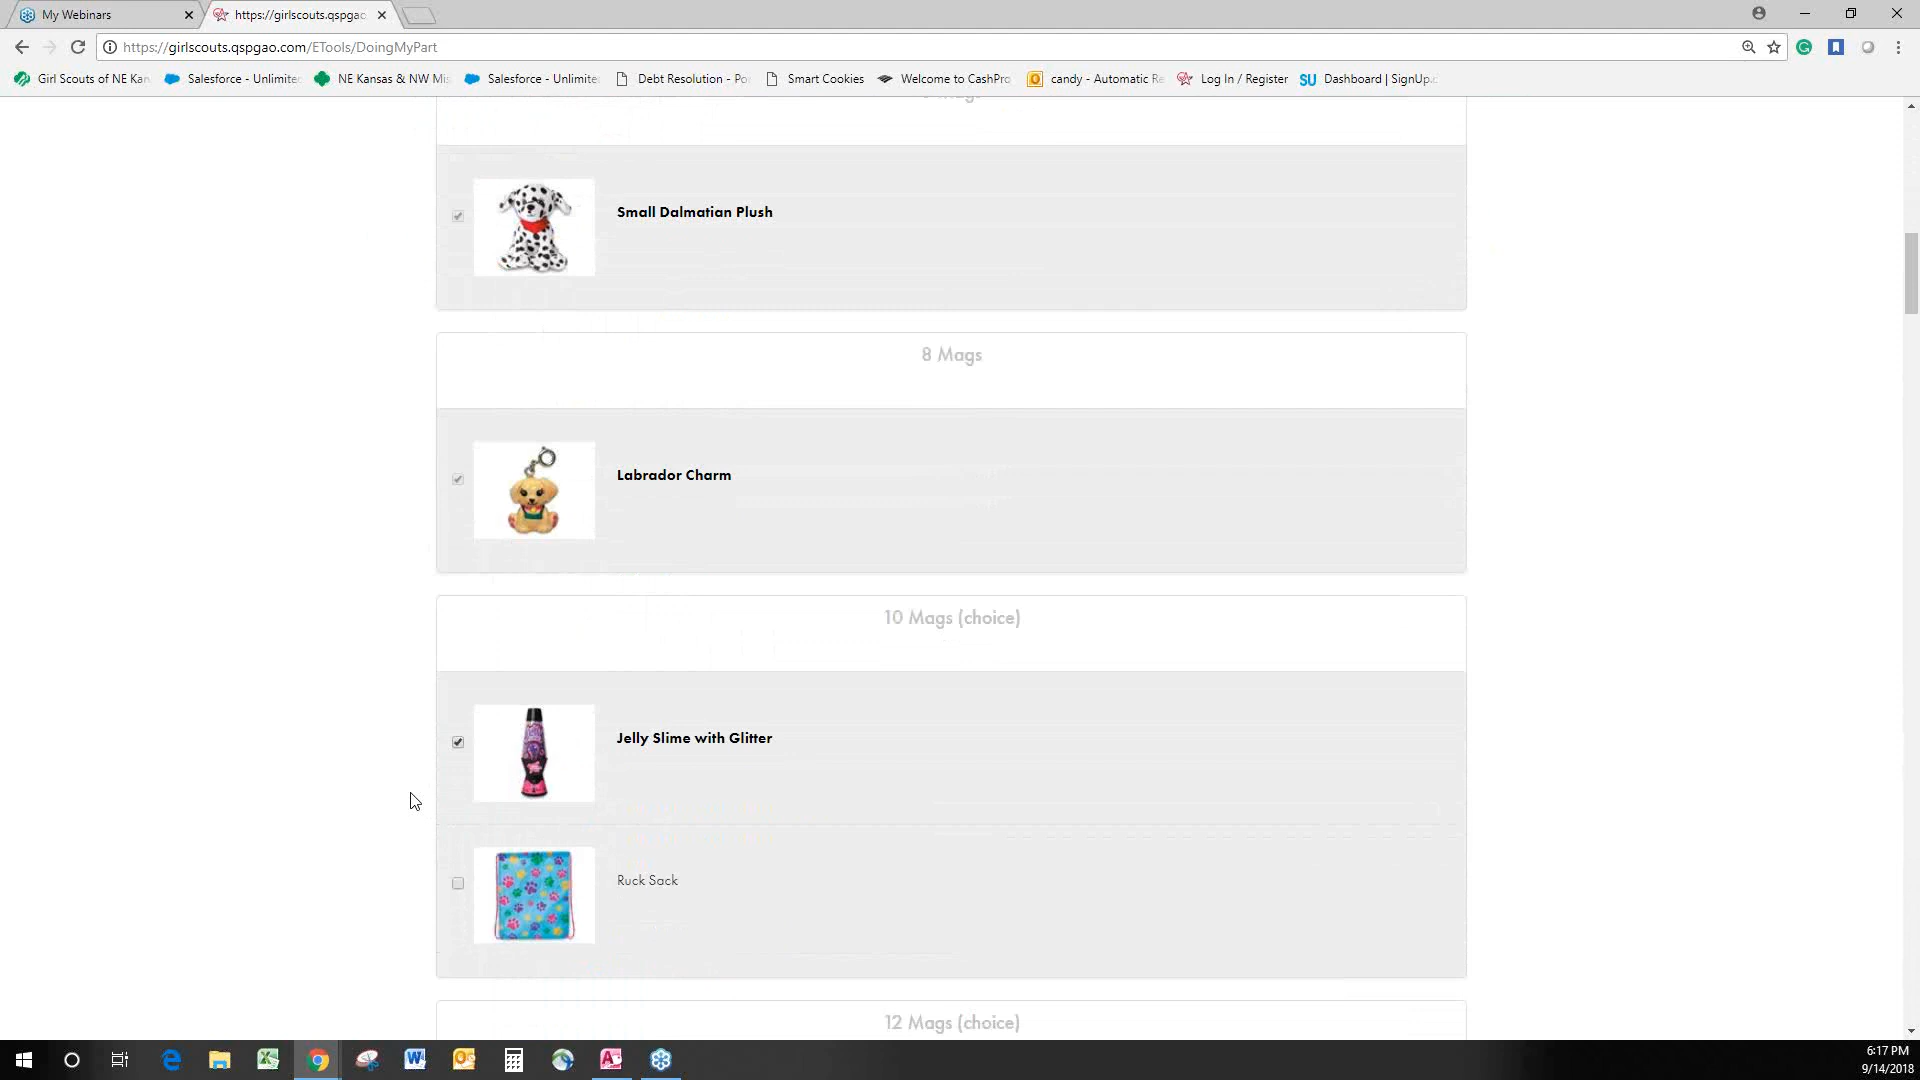 My Webinars
https://girlscouts.qspgao
https://girlscouts.qspgao.com/ETools/DoingMyPart
Girl Scouts of NE Kan
Salesforce - Unlimite
NE Kansas & NW Mis
Salesforce - Unlimite
Debt Resolution - Po
Smart Cookies
Welcome to CashPro
candy - Automatic Re
SU
Log In / Register
Dashboard | SignUp.c
Small Dalmatian Plush
8 Mags
Labrador Charm
10 Mags (choice)
Jelly Slime with Glitter
Ruck Sack
12 Mags (choice)
6:17 PM
9/14/2018